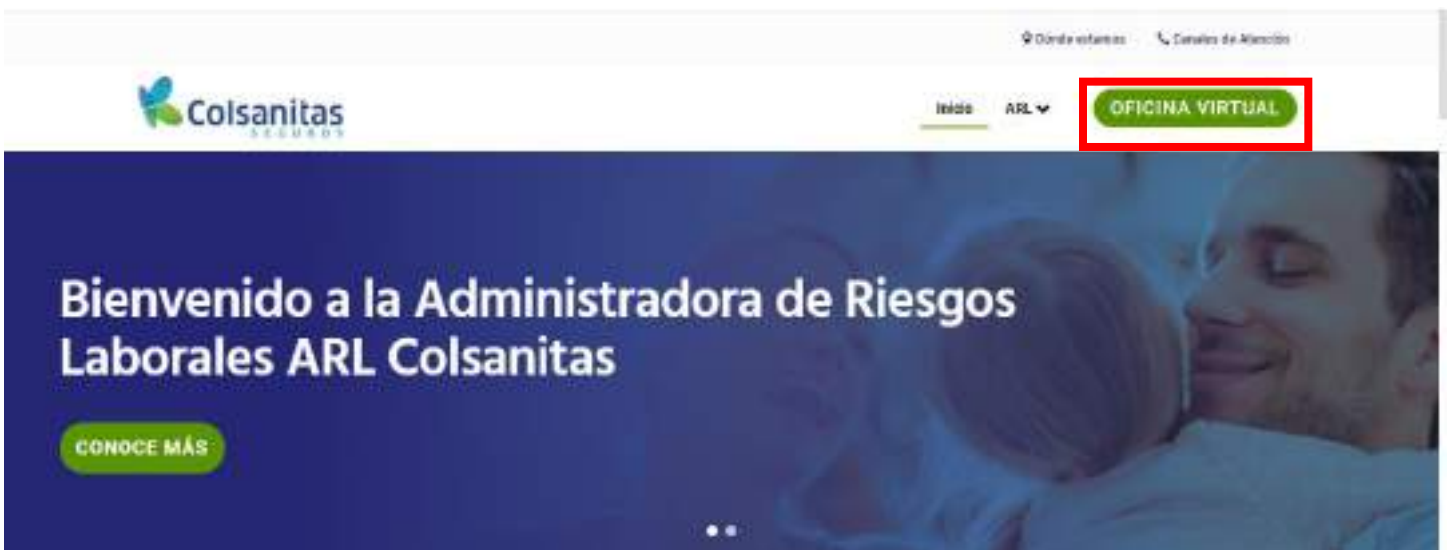 Dónde estamos Canales de Atención
Colsanitas
SEGUROS
Inicio ARL OFICINA VIRTUAL
Bienvenido a la Administradora de Riesgos
Laborales ARL Colsanitas
CONOCE MÁS